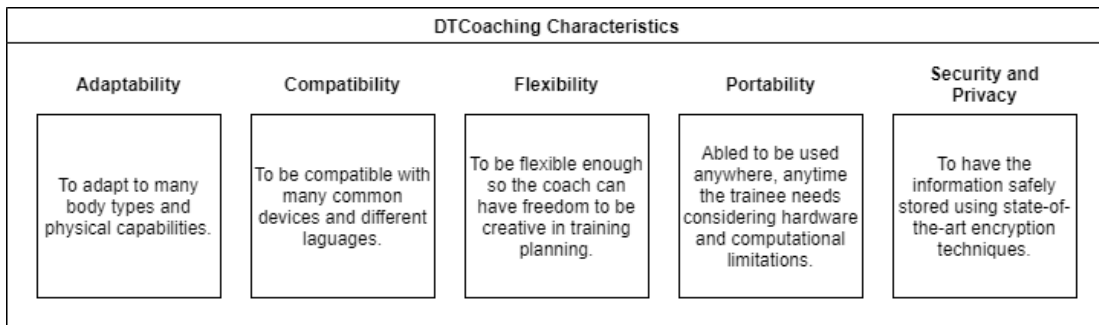 DTCoaching Characteristics
Adaptability
To adapt to many
body types and
physical capabilities.
Compatibility
To be compatible with
many common
devices and different
laguages.
Flexibility
To be flexible enough
so the coach can
have freedom to be
creative in training
planning.
Portability
Abled to be used
anywhere, anytime
the trainee needs
considering hardware
and computational
limitations.
Security and
Privacy
To have the
information safely
stored using state-of-
the-art encryption
techniques.